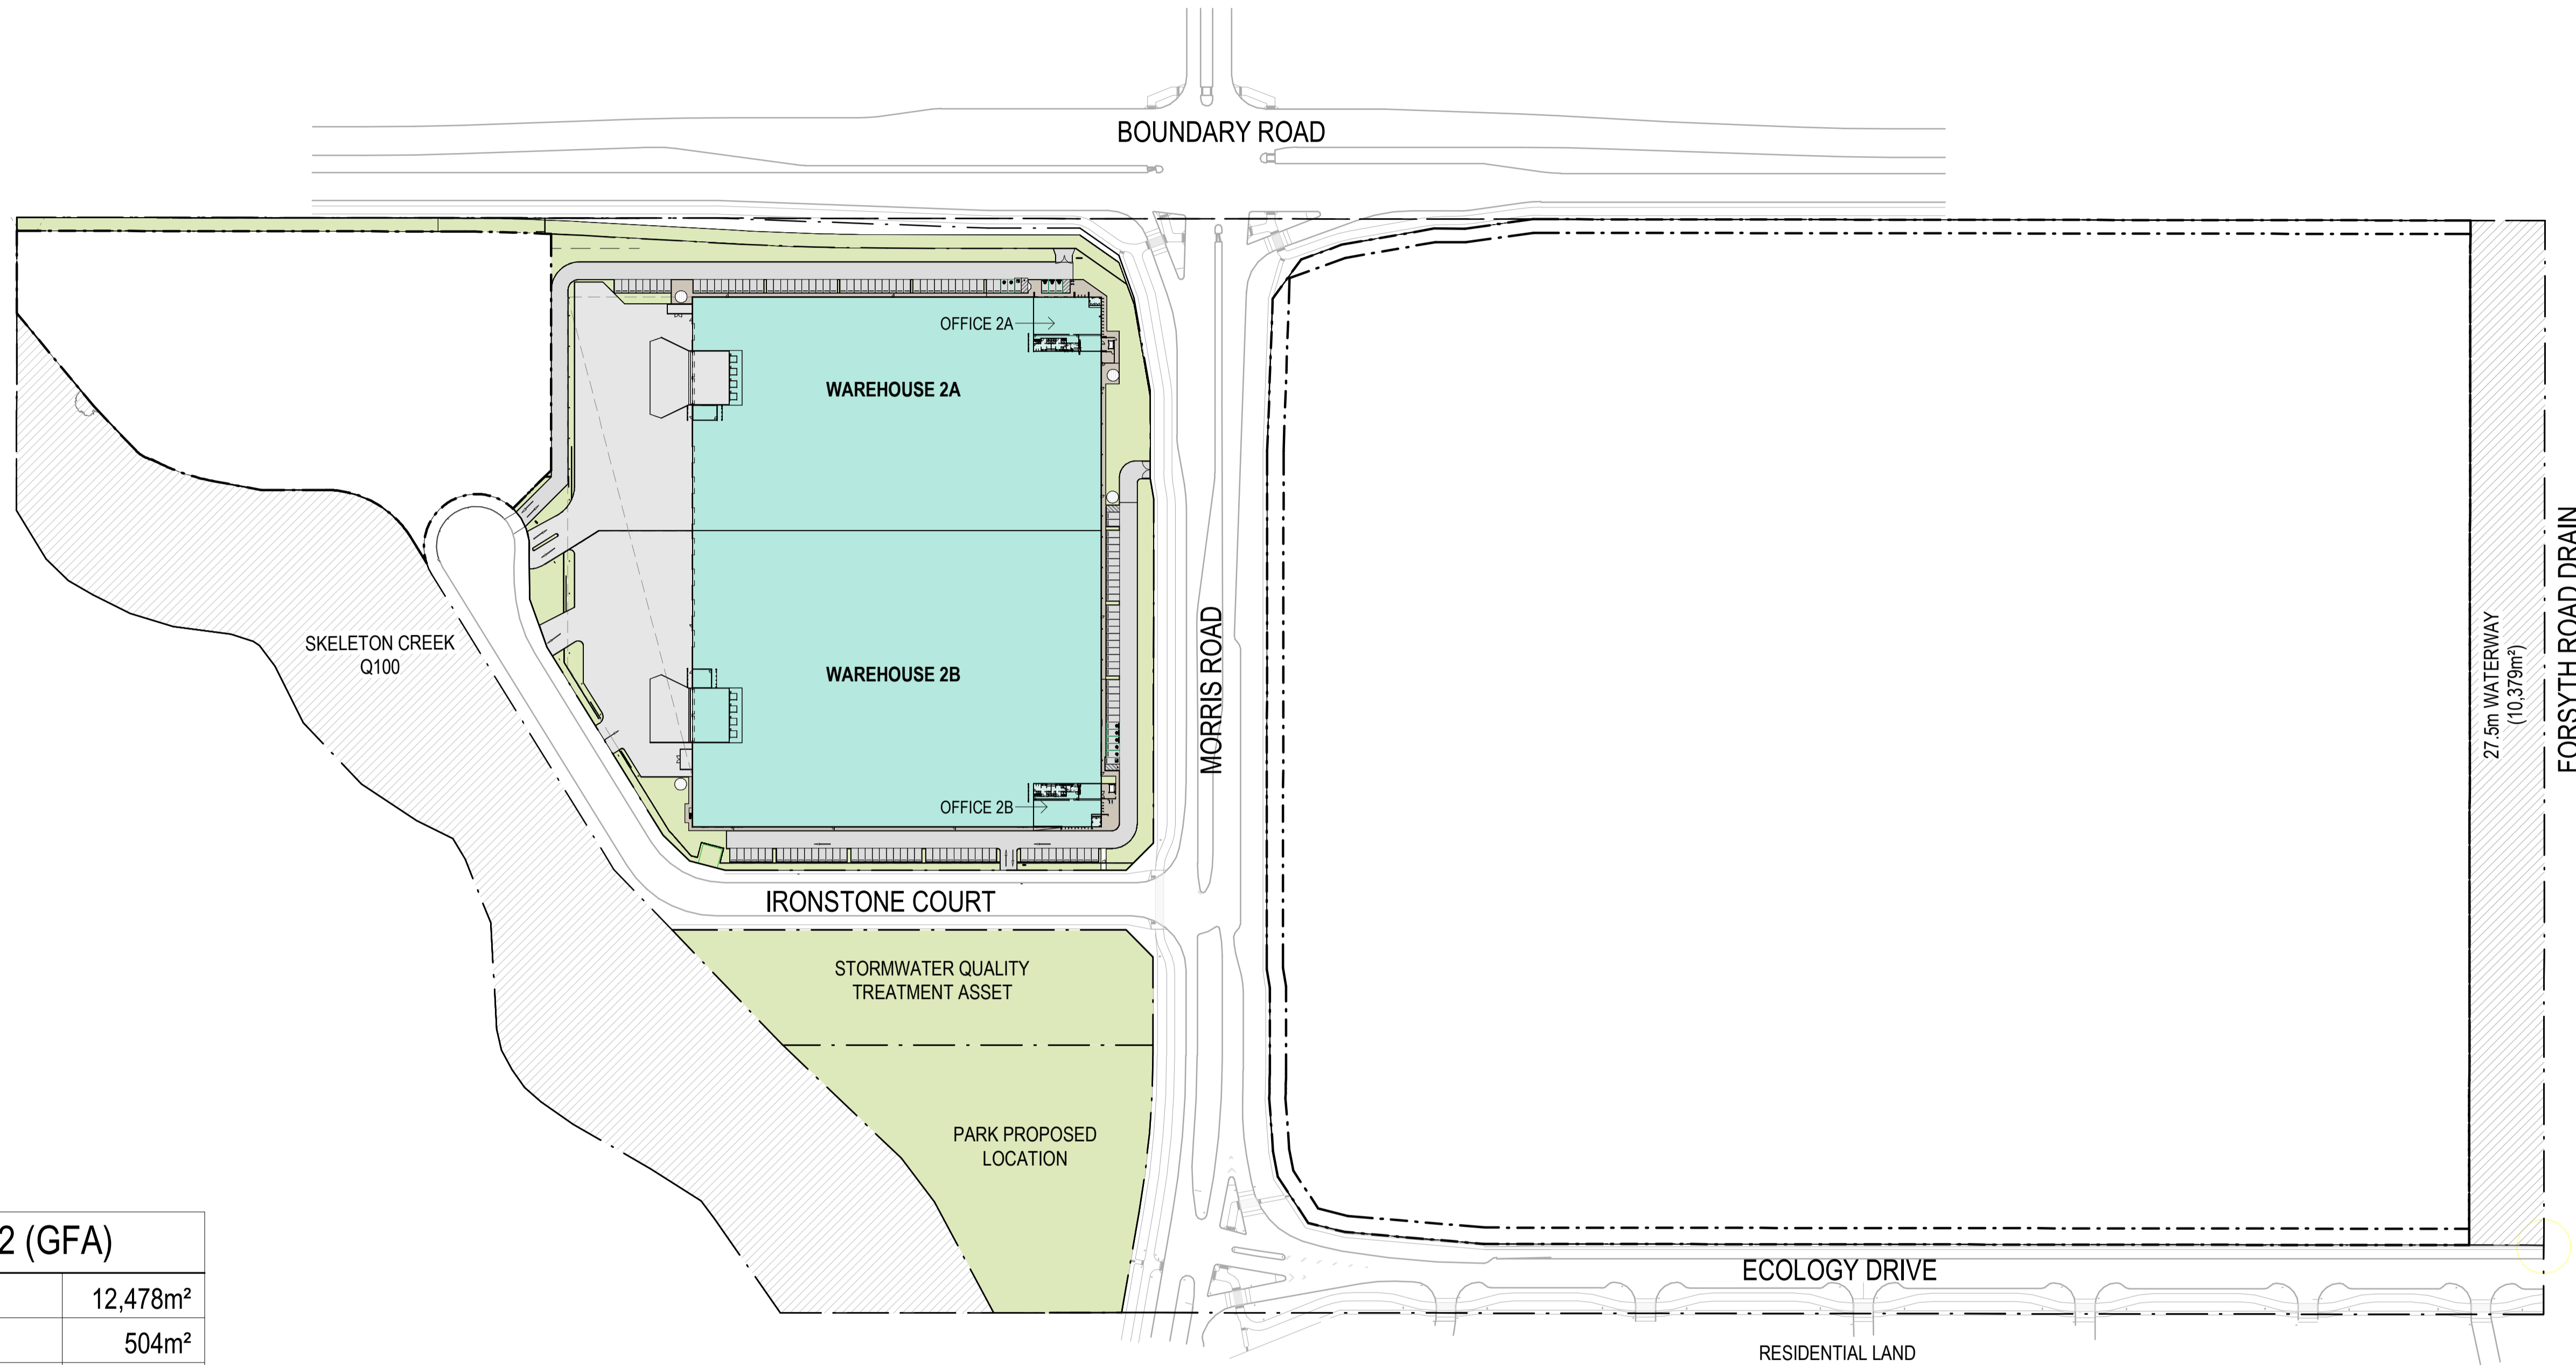 BOUNDARY ROAD
OFFICE 2A
WAREHOUSE 2A
SKELETON CREEK
Q100
WAREHOUSE 2B
MORRIS ROAD
27.5m WATERWAY
(10,379m²)
FORSYTH ROAD DRAIN
OFFICE 2B
IRONSTONE COURT
STORMWATER QUALITY
TREATMENT ASSET
PARK PROPOSED
LOCATION
2 (GFA)
12,478m²
504m²
ECOLOGY DRIVE
RESIDENTIAL LAND